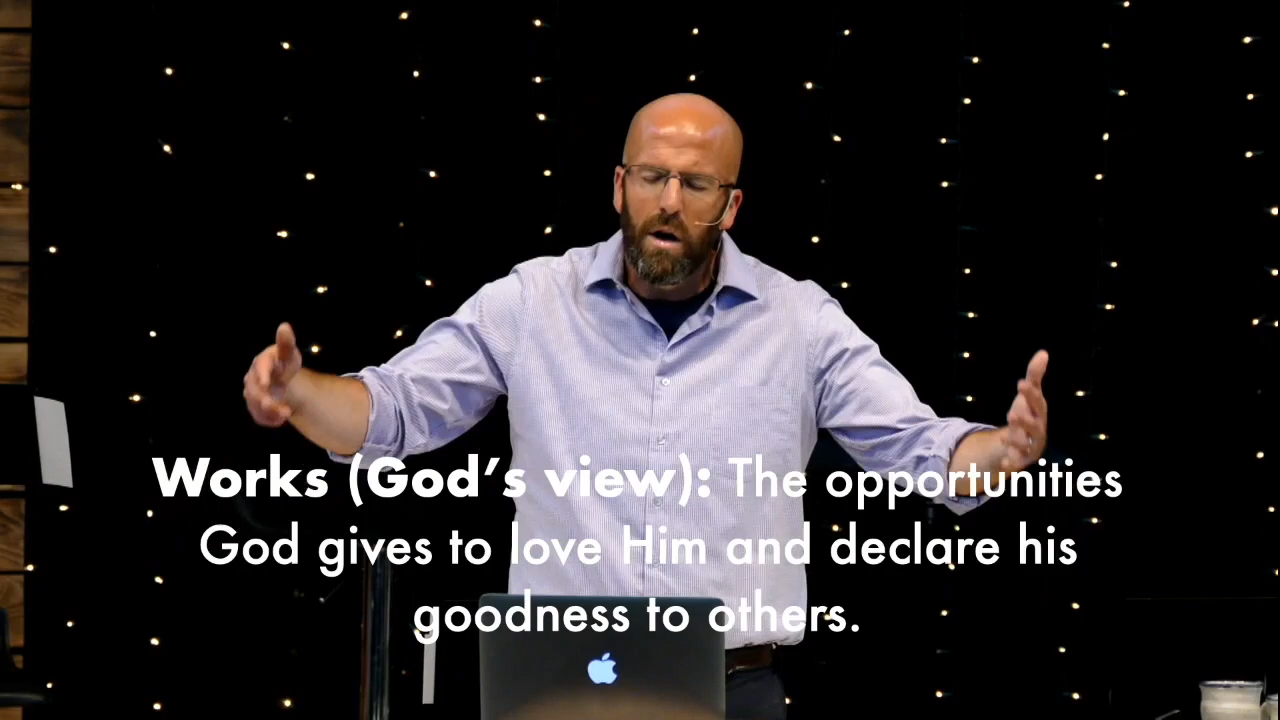 Works (God’s view): The opportunities
God gives to love Him and declare his
goodness to others.